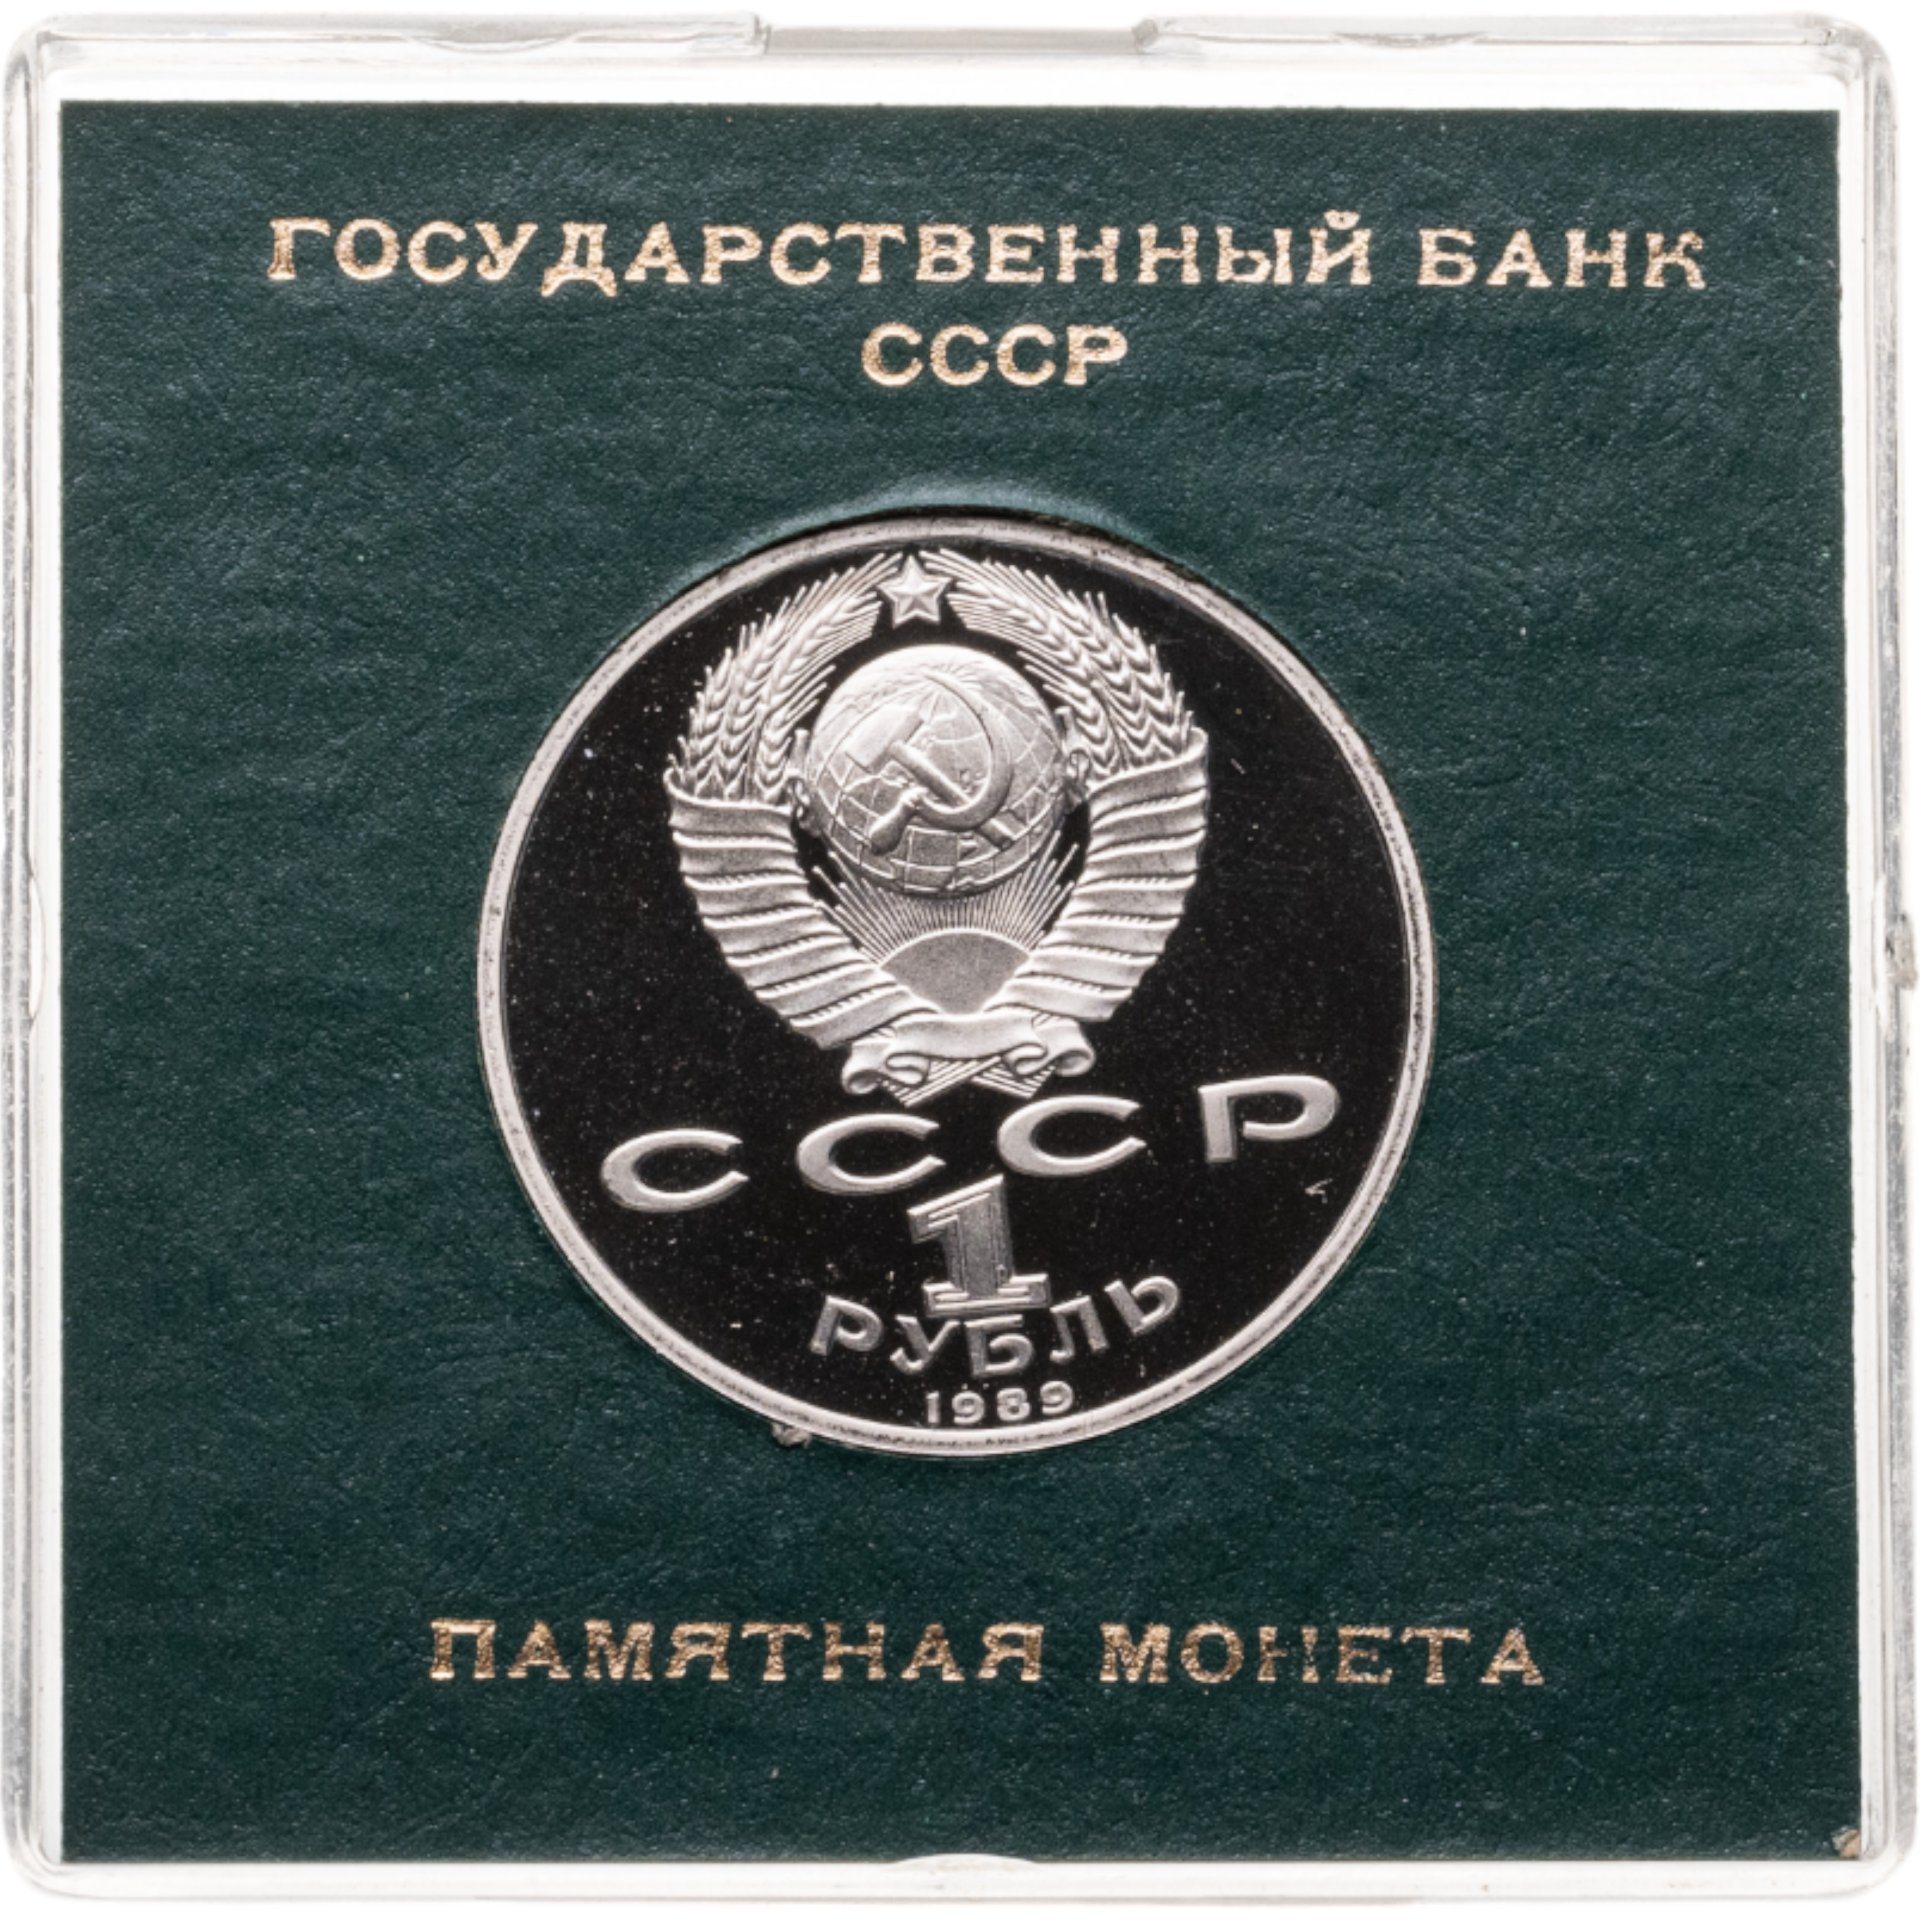 ГОСУДАРСТВЕННЫЙ БАНК
СССР
СССР
1
РУБЛЬ
1989
ПАМЯТНАЯ МОНЕТА